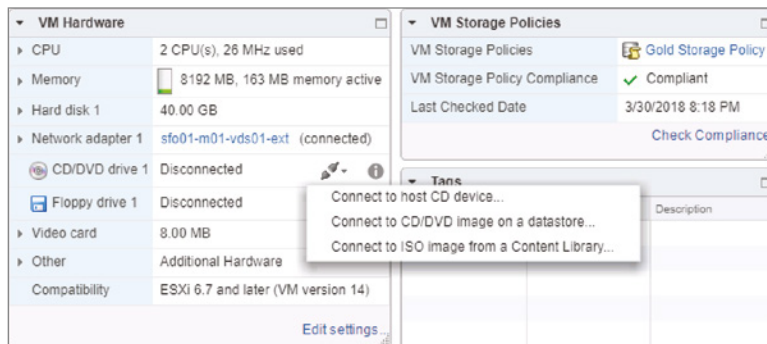 VM Hardware
CPU 2 CPU(s), 26 MHz used
Memory 8192 MB, 163 MB memory active
Hard disk 1 40.00 GB
Network adapter 1 sfo01-m01-vds01-ext (connected)
CD/DVD drive 1 Disconnected
Floppy drive 1 Disconnected
Video card 8.00 MB
Other Additional Hardware
Compatibility ESXi 6.7 and later (VM version 14)
Edit settings...
Connect to host CD device...
Connect to CD/DVD image on a datastore...
Connect to ISO image from a Content Library...
VM Storage Policies
VM Storage Policies Gold Storage Policy
VM Storage Policy Compliance Compliant
Last Checked Date 3/30/2018 8:18 PM
Check Compliance
Tags
Description